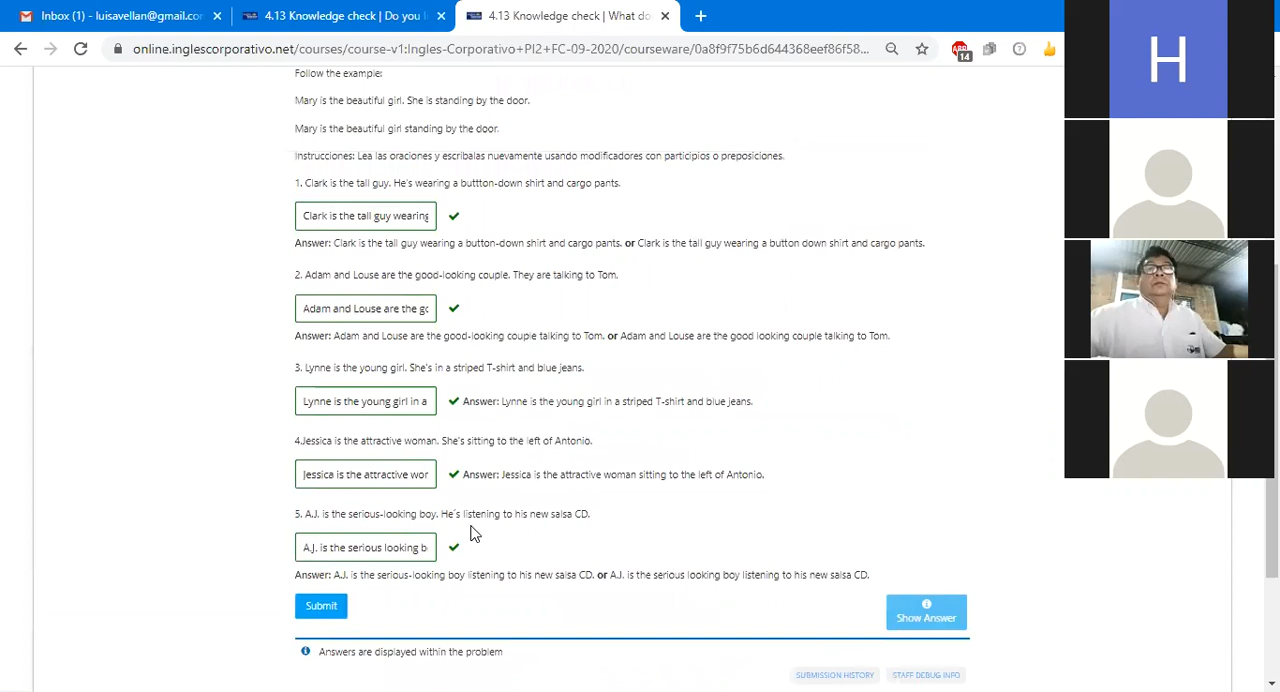 Inbox (1) - luisavellan@gmail.co
4.13 Knowledge check | Do you l
4.13 Knowledge check | What do
online.inglescorporativo.net/courses/course-v1:Ingles-Corporativo+PI2+FC-09-2020/courseware/0a8f9f75b6d644368eef86f58...
14
H
Follow the example:
Mary is the beautiful girl. She is standing by the door.
Mary is the beautiful girl standing by the door.
Instrucciones: Lea las oraciones y escríbalas nuevamente usando modificadores con participios o preposiciones.
1. Clark is the tall guy. He's wearing a buttton-down shirt and cargo pants.
Clark is the tall guy wearing
Answer: Clark is the tall guy wearing a button-down shirt and cargo pants. or Clark is the tall guy wearing a button down shirt and cargo pants.
2. Adam and Louse are the good-looking couple. They are talking to Tom.
Adam and Louse are the go
Answer: Adam and Louse are the good-looking couple talking to Tom. or Adam and Louse are the good looking couple talking to Tom.
3. Lynne is the young girl. She's in a striped T-shirt and blue jeans.
Lynne is the young girl in a
Answer: Lynne is the young girl in a striped T-shirt and blue jeans.
4.Jessica is the attractive woman. She's sitting to the left of Antonio.
Jessica is the attractive wor
Answer: Jessica is the attractive woman sitting to the left of Antonio.
5. A.J. is the serious-looking boy. He's listening to his new salsa CD.
A.J. is the serious looking b
Answer: A.J. is the serious-looking boy listening to his new salsa CD. or A.J. is the serious looking boy listening to his new salsa CD.
Submit
Show Answer
Answers are displayed within the problem
SUBMISSION HISTORY
STAFF DEBUG INFO